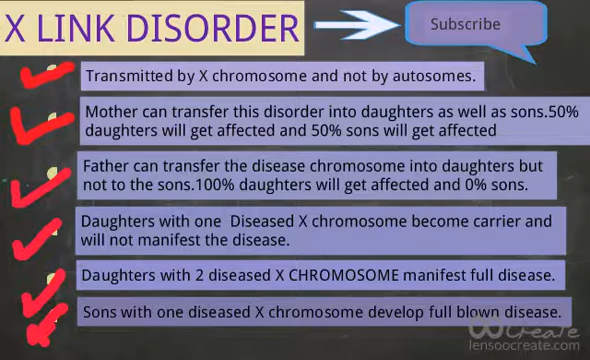 X LINK DISORDER
Subscribe
Transmitted by X chromosome and not by autosomes.
Mother can transfer this disorder into daughters as well as sons.50%
daughters will get affected and 50% sons will get affected
Father can transfer the disease chromosome into daughters but
not to the sons.100% daughters will get affected and 0% sons.
Daughters with one  Diseased X chromosome become carrier and
will not manifest the disease.
Daughters with 2 diseased X CHROMOSOME manifest full disease.
Sons with one diseased X chromosome develop full blown disease.
Create
lensoocreate.com